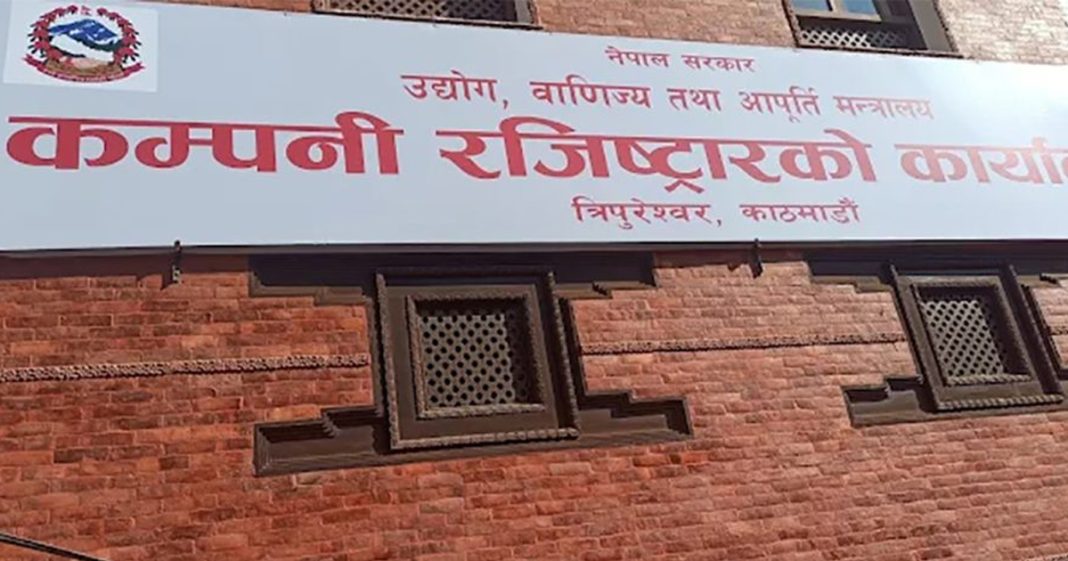 नेपाल सरकार
उद्योग, वाणिज्य तथा आपूर्ति मन्त्रालय
कम्पनी रजिष्ट्रारको
त्रिपुरेश्वर, काठमाडौं